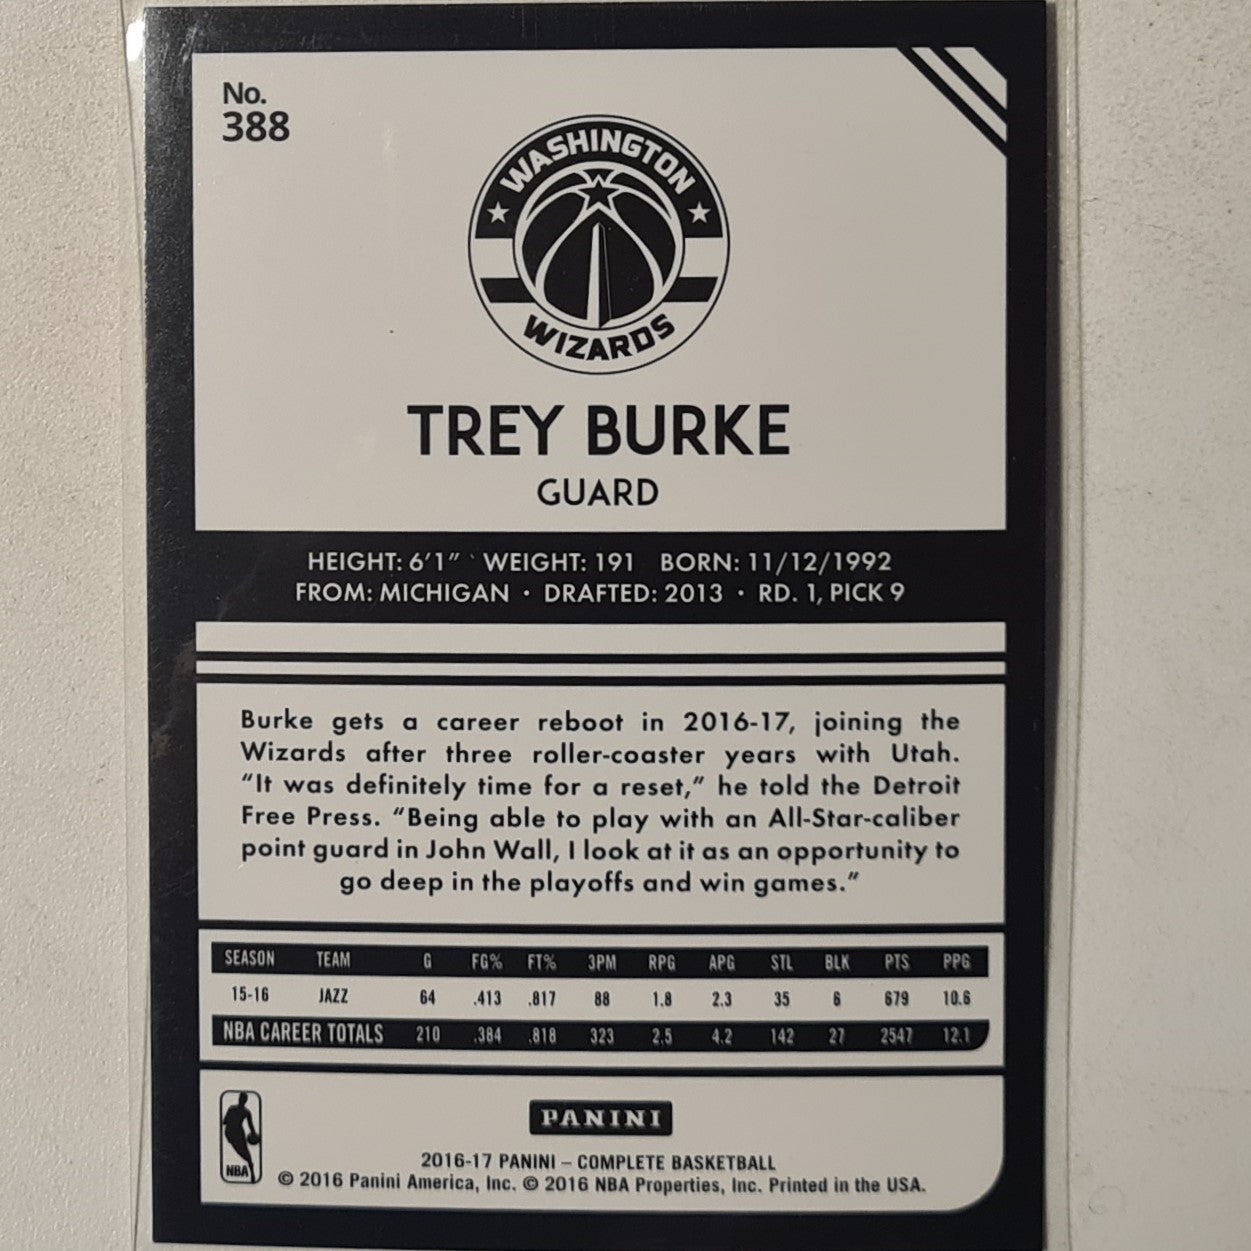 No.
388
WASHINGTON
WIZARDS
TREY BURKE
GUARD
HEIGHT: 6'1" WEIGHT: 191 BORN: 11/12/1992
FROM: MICHIGAN • DRAFTED: 2013 • RD. 1, PICK 9
Burke gets a career reboot in 2016-17, joining the
Wizards after three roller-coaster years with Utah.
"It was definitely time for a reset," he told the Detroit
Free Press. "Being able to play with an All-Star-caliber
point guard in John Wall, I look at it as an opportunity to
go deep in the playoffs and win games."
SEASON TEAM G FG% FT% 3PM RPG APG STL BLK PTS PPG
15-16 JAZZ 64 .413 .817 88 1.8 2.3 35 6 679 10.6
NBA CAREER TOTALS 210 .384 .818 323 2.5 4.2 142 27 2547 12.1
NBA
PANINI
2016-17 PANINI – COMPLETE BASKETBALL
© 2016 Panini America, Inc. © 2016 NBA Properties, Inc. Printed in the USA.